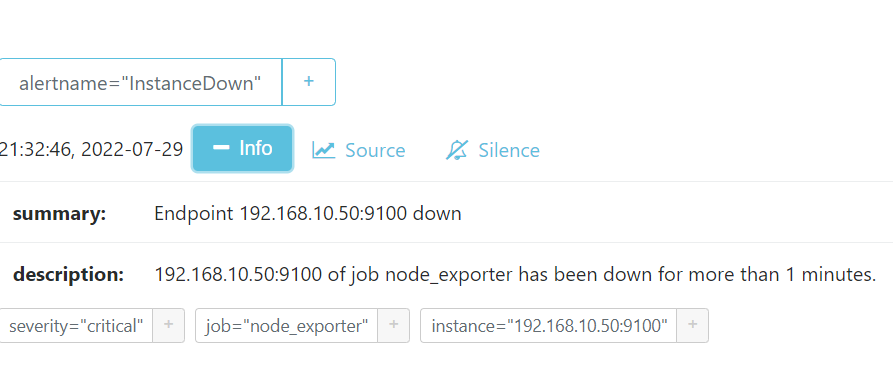 alertname="InstanceDown" +
21:32:46, 2022-07-29 Info Source Silence
summary: Endpoint 192.168.10.50:9100 down
description: 192.168.10.50:9100 of job node_exporter has been down for more than 1 minutes.
severity="critical" + job="node_exporter" + instance="192.168.10.50:9100" +